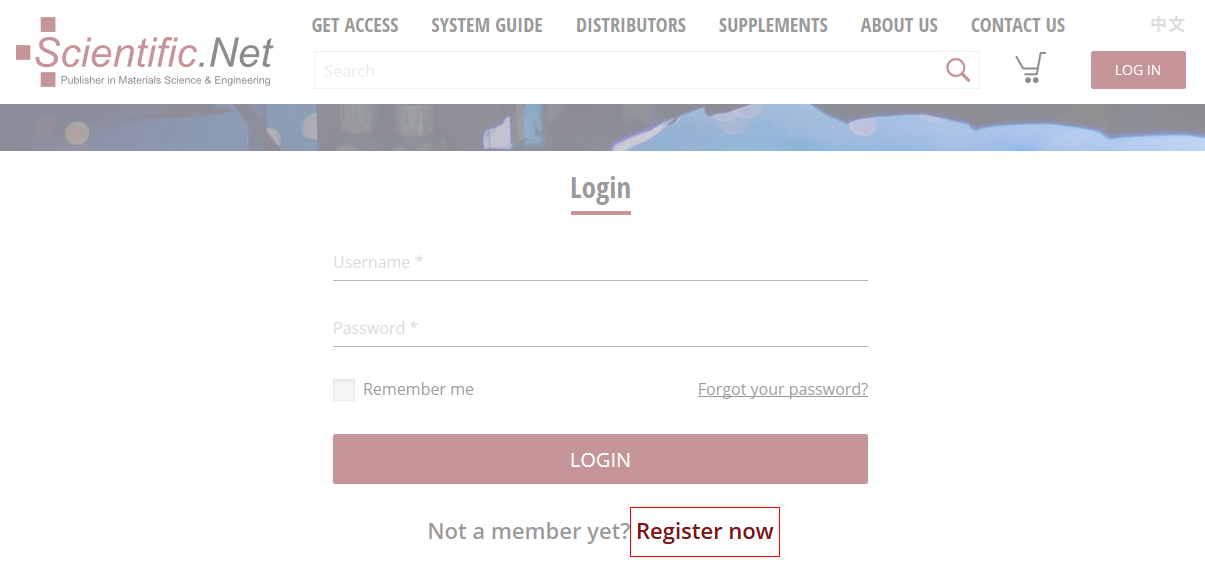 GET ACCESS SYSTEM GUIDE DISTRIBUTORS SUPPLEMENTS ABOUT US CONTACT US 中文
Scientific.Net
Publisher in Materials Science & Engineering
Search
LOG IN
Login
Username *
Password *
Remember me Forgot your password?
LOGIN
Not a member yet? Register now